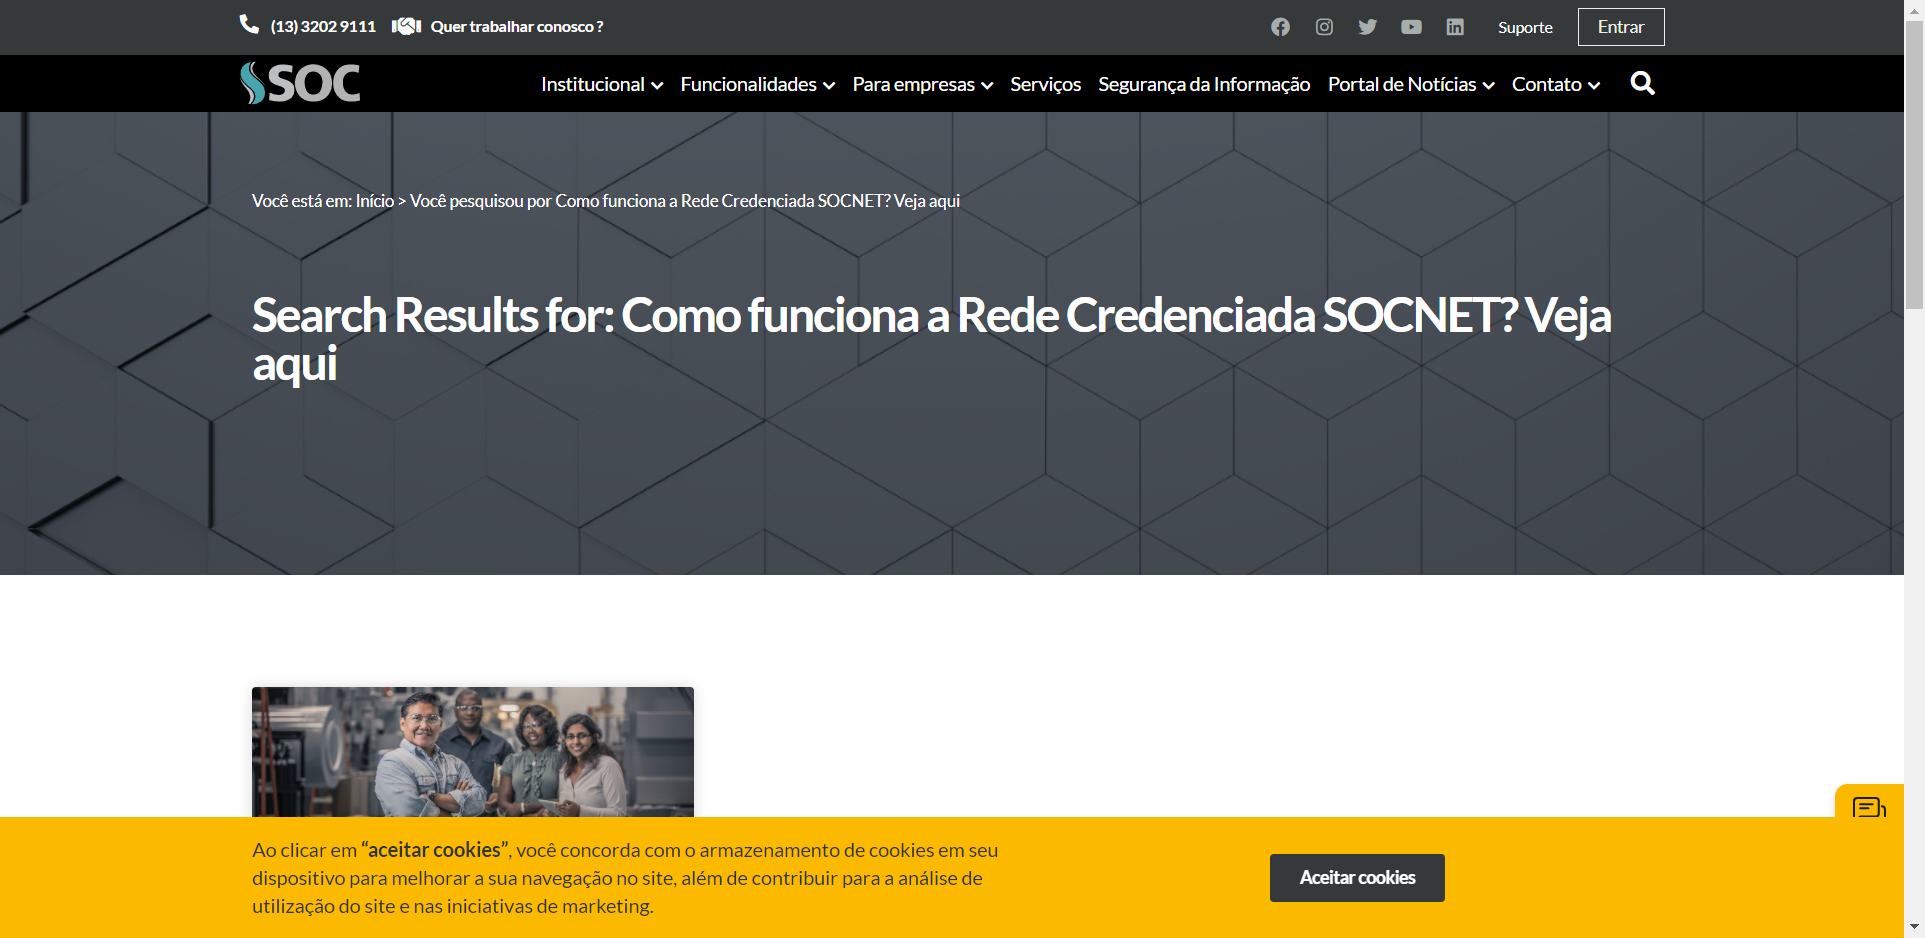 (13) 3202 9111 Quer trabalhar conosco ? Suporte Entrar
SOC Institucional Funcionalidades Para empresas Serviços Segurança da Informação Portal de Notícias Contato
Você está em: Início > Você pesquisou por Como funciona a Rede Credenciada SOCNET? Veja aqui
Search Results for: Como funciona a Rede Credenciada SOCNET? Veja
aqui
Ao clicar em “aceitar cookies”, você concorda com o armazenamento de cookies em seu
dispositivo para melhorar a sua navegação no site, além de contribuir para a análise de
utilização do site e nas iniciativas de marketing.
Aceitar cookies